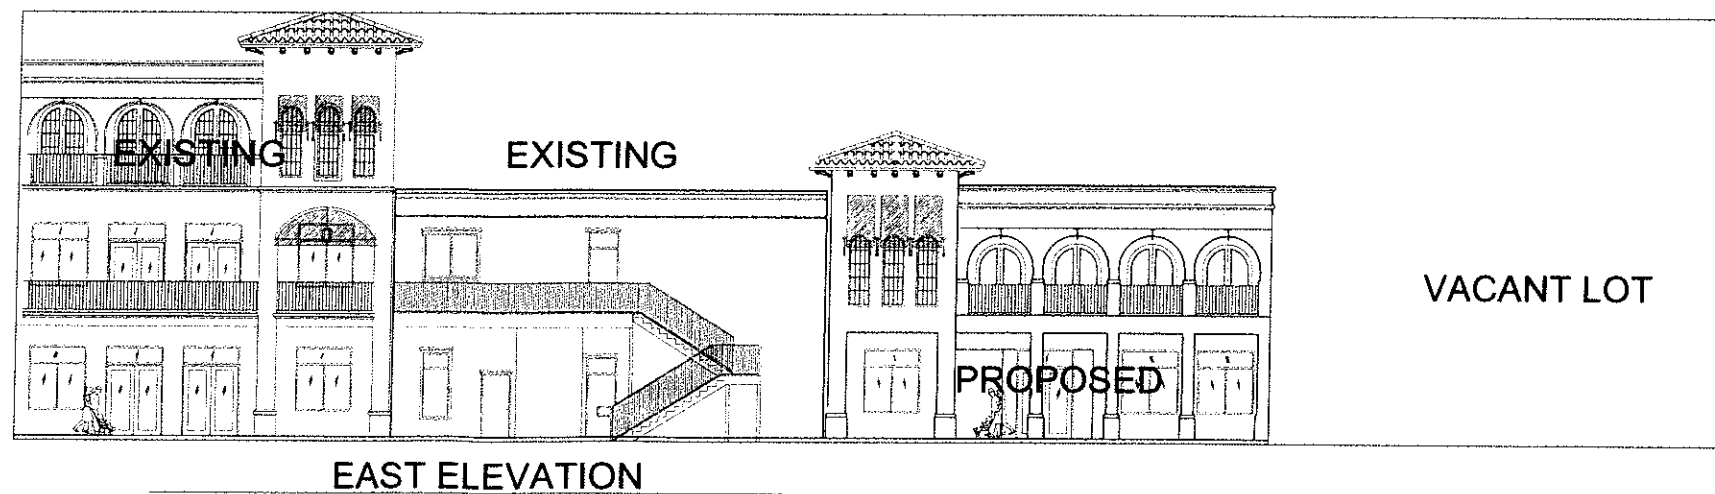 EXISTING
EXISTING
VACANT LOT
PROPOSED
EAST ELEVATION